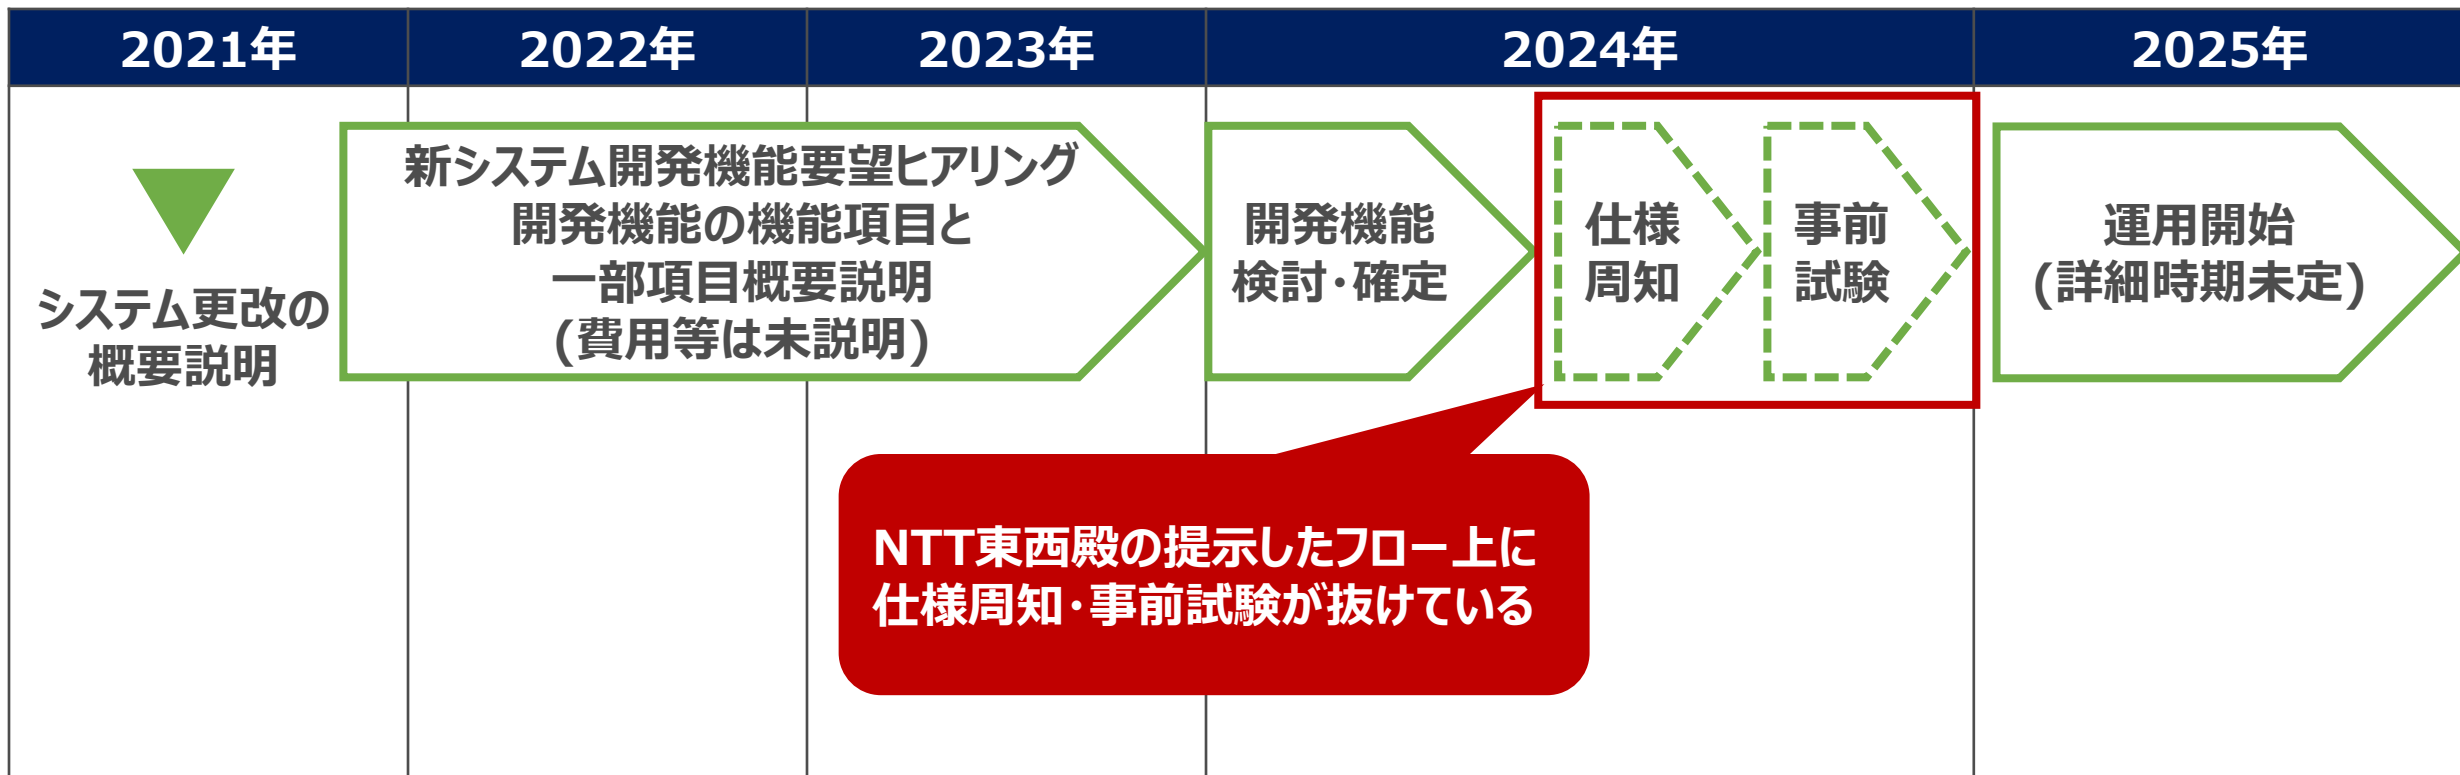 2021年
2022年
2023年
2024年
2025年
システム更改の
概要説明
新システム開発機能要望ヒアリング
開発機能の機能項目と
一部項目概要説明
(費用等は未説明)
開発機能
検討・確定
仕様
周知
事前
試験
運用開始
(詳細時期未定)
NTT東西殿の提示したフロー上に
仕様周知・事前試験が抜けている